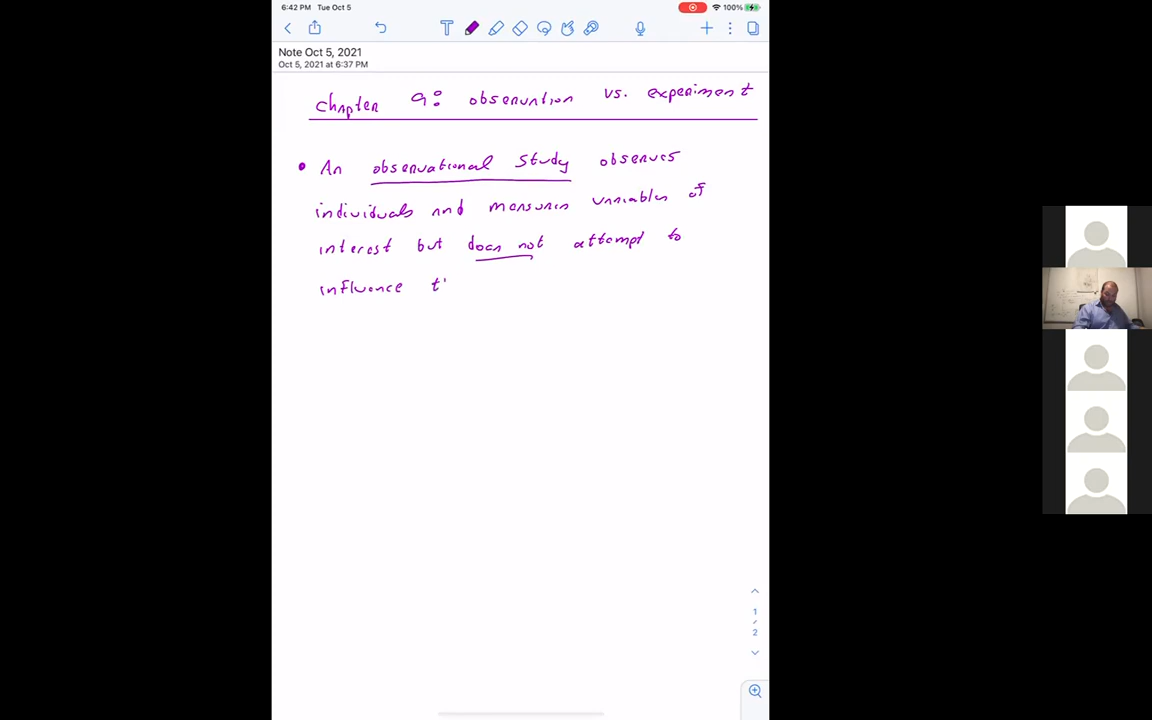 6:42 PM Tue Oct 5
100%
Note Oct 5, 2021
Oct 5, 2021 at 6:37 PM
Chapter 9: observation vs. experiment
• An observational study observes
individuals and measures variables of
interest but does not attempt to
influence t
1
/
2